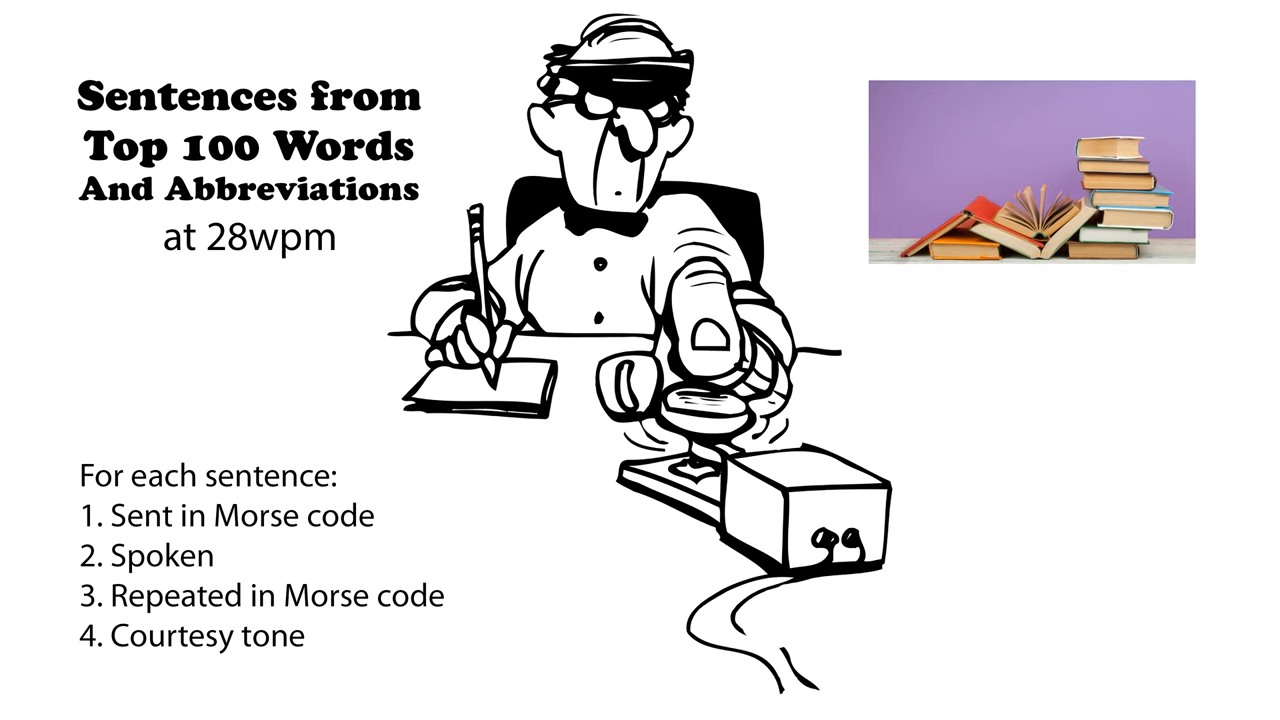 Sentences from
Top 100 Words
And Abbreviations
at 28wpm
For each sentence:
1. Sent in Morse code
2. Spoken
3. Repeated in Morse code
4. Courtesy tone